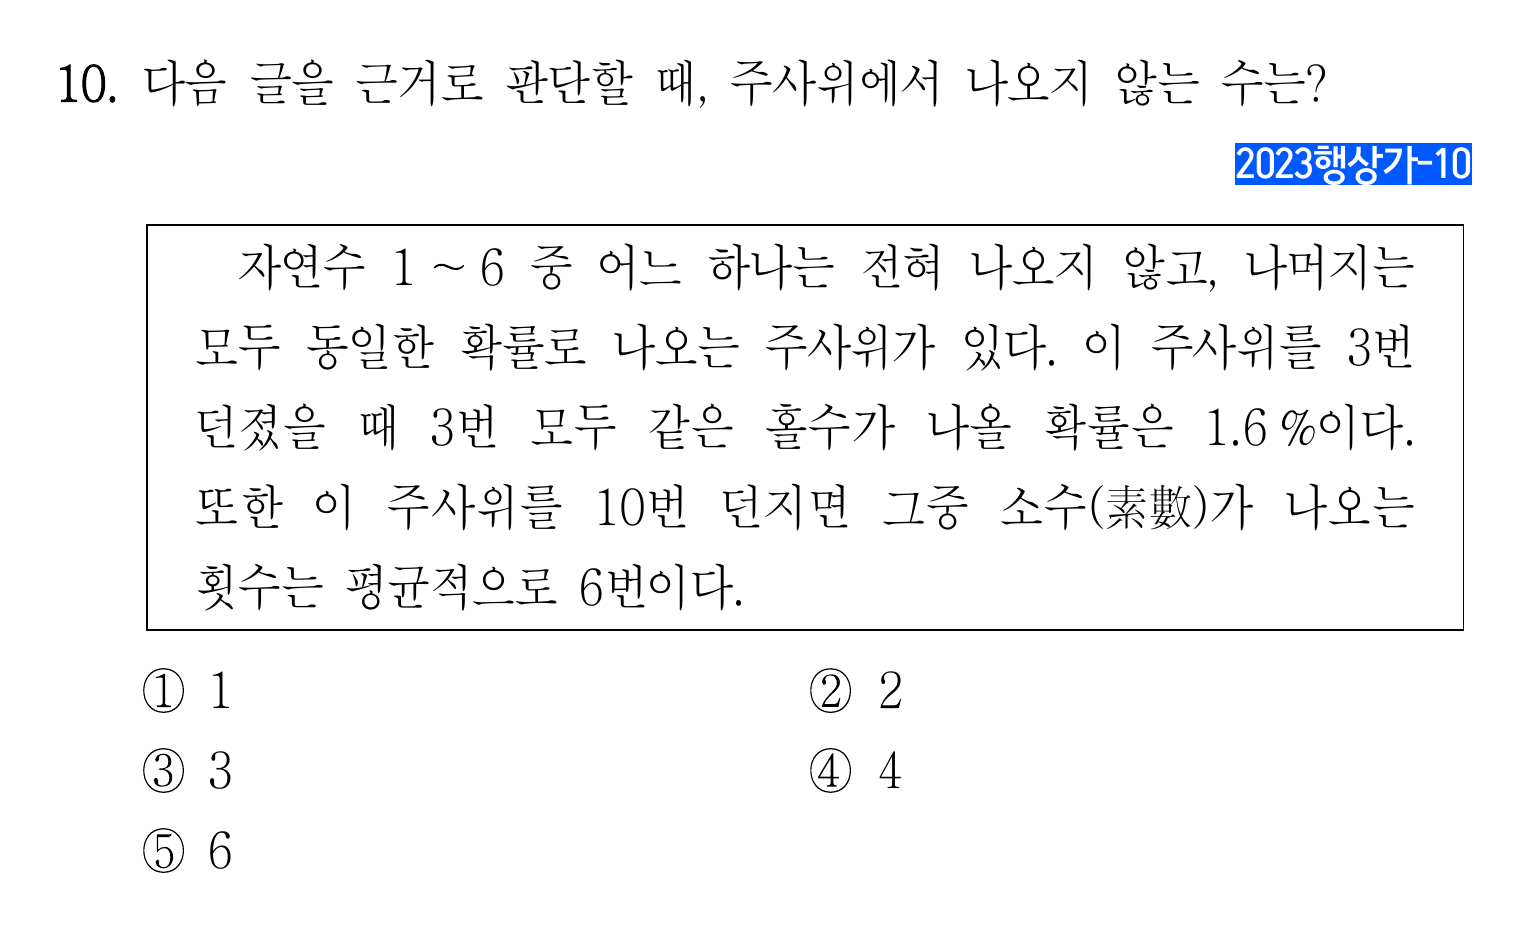 10. 다음 글을 근거로 판단할 때, 주사위에서 나오지 않는 수는?
2023행상가-10
자연수 1 ~ 6 중 어느 하나는 전혀 나오지 않고, 나머지는
모두 동일한 확률로 나오는 주사위가 있다. 이 주사위를 3번
던졌을 때 3번 모두 같은 홀수가 나올 확률은 1.6 %이다.
또한 이 주사위를 10번 던지면 그중 소수(素數)가 나오는
횟수는 평균적으로 6번이다.
① 1 ② 2
③ 3 ④ 4
⑤ 6